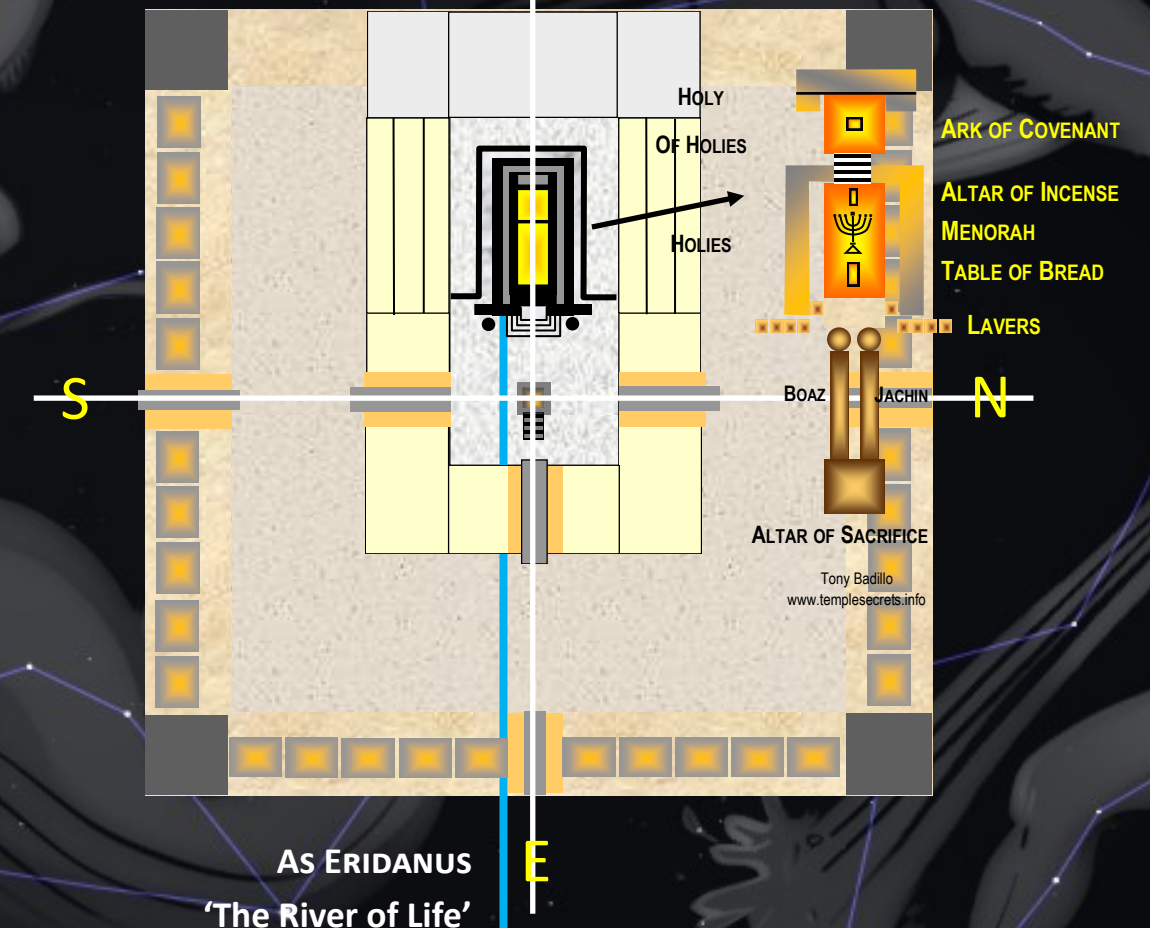 HOLY
OF HOLIES
HOLIES
ARK OF COVENANT
ALTAR OF INCENSE
MENORAH
TABLE OF BREAD
LAVERS
S
BOAZ
JACHIN
N
ALTAR OF SACRIFICE
Tony Badillo
www.templesecrets.info
AS ERIDANUS
E
‘The River of Life’